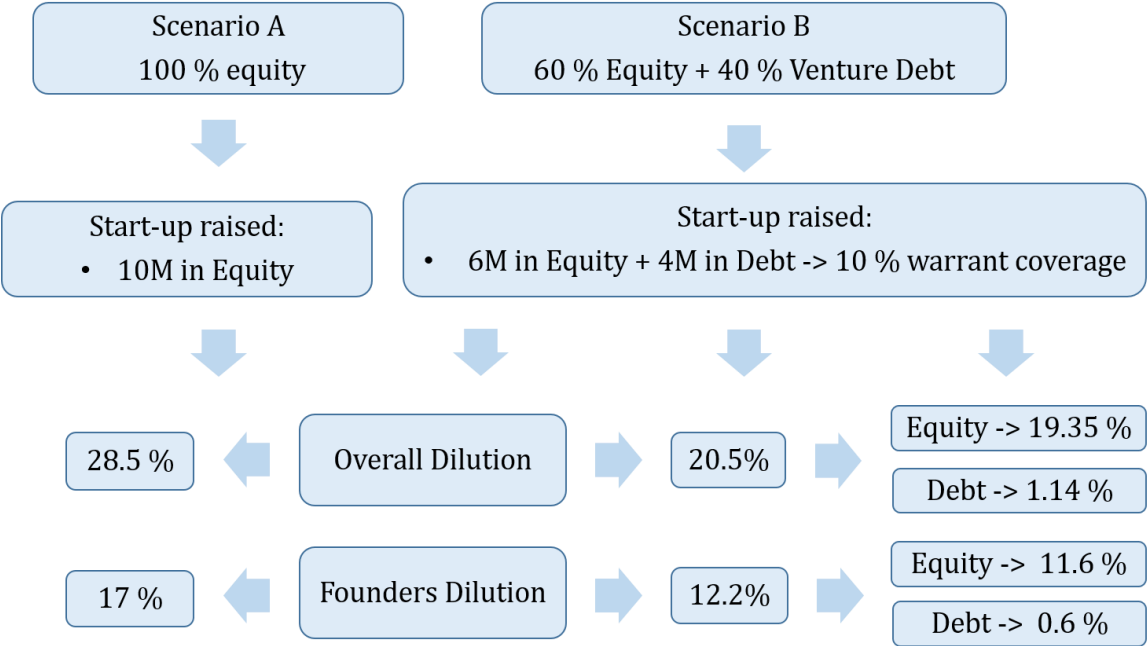 Scenario A
100 % equity
Scenario B
60 % Equity + 40 % Venture Debt
Start-up raised:
• 10M in Equity
Start-up raised:
• 6M in Equity + 4M in Debt -> 10 % warrant coverage
28.5 %
Overall Dilution
20.5%
Equity -> 19.35 %
Debt -> 1.14 %
17 %
Founders Dilution
12.2%
Equity -> 11.6 %
Debt -> 0.6 %